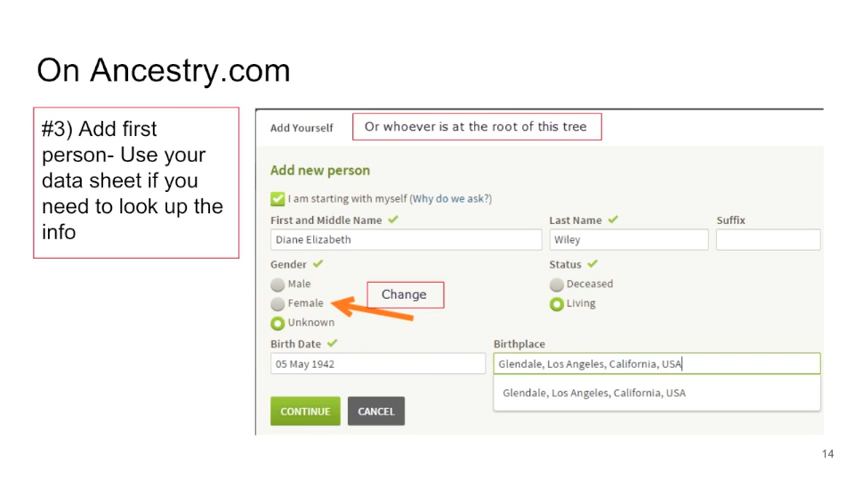 On Ancestry.com
#3) Add first
person- Use your
data sheet if you
need to look up the
info
Add Yourself
Or whoever is at the root of this tree
Add new person
I am starting with myself (Why do we ask?)
First and Middle Name
Last Name
Suffix
Diane Elizabeth
Wiley
Gender
Status
Male
Deceased
Female
Change
Living
Unknown
Birth Date
Birthplace
05 May 1942
Glendale, Los Angeles, California, USA
Glendale, Los Angeles, California, USA
CONTINUE
CANCEL
14